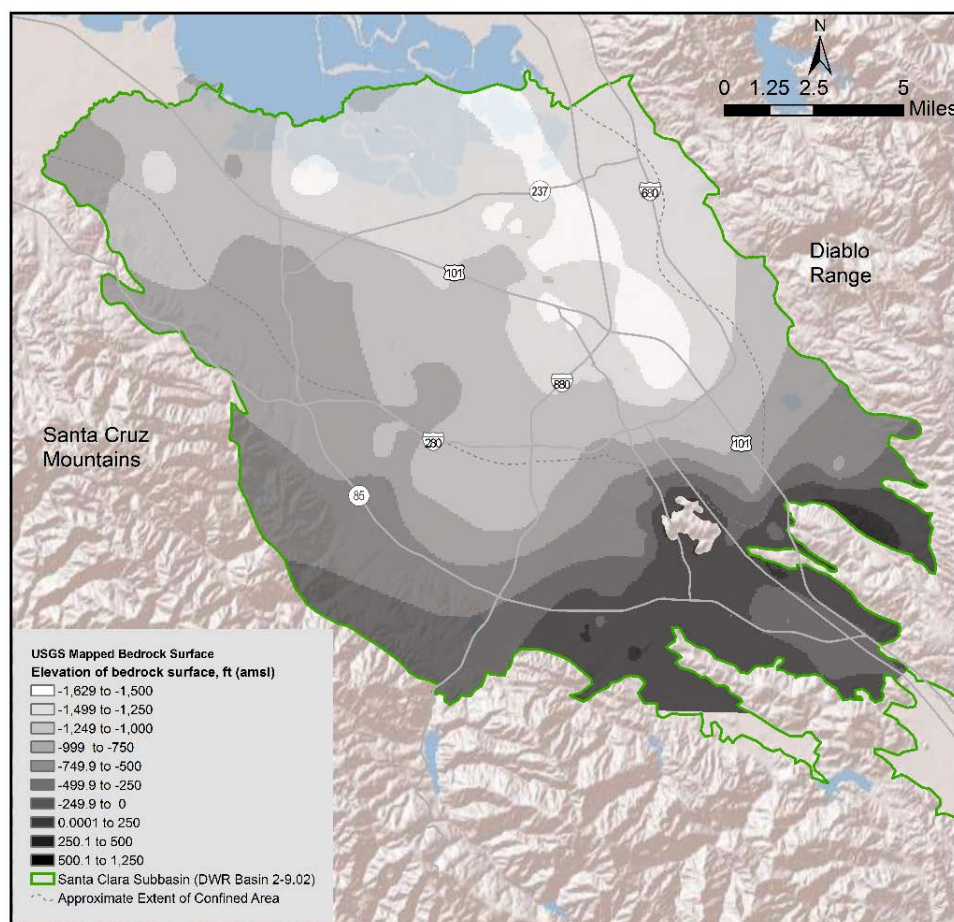 N
0 1.25 2.5 5
Miles
237
680
Diablo
Range
101
880
Santa Cruz
Mountains
280
101
85
USGS Mapped Bedrock Surface
Elevation of bedrock surface, ft (amsl)
-1,629 to -1,500
-1,499 to -1,250
-1,249 to -1,000
-999 to -750
-749.9 to -500
-499.9 to -250
-249.9 to 0
0.0001 to 250
250.1 to 500
500.1 to 1,250
Santa Clara Subbasin (DWR Basin 2-9.02)
Approximate Extent of Confined Area